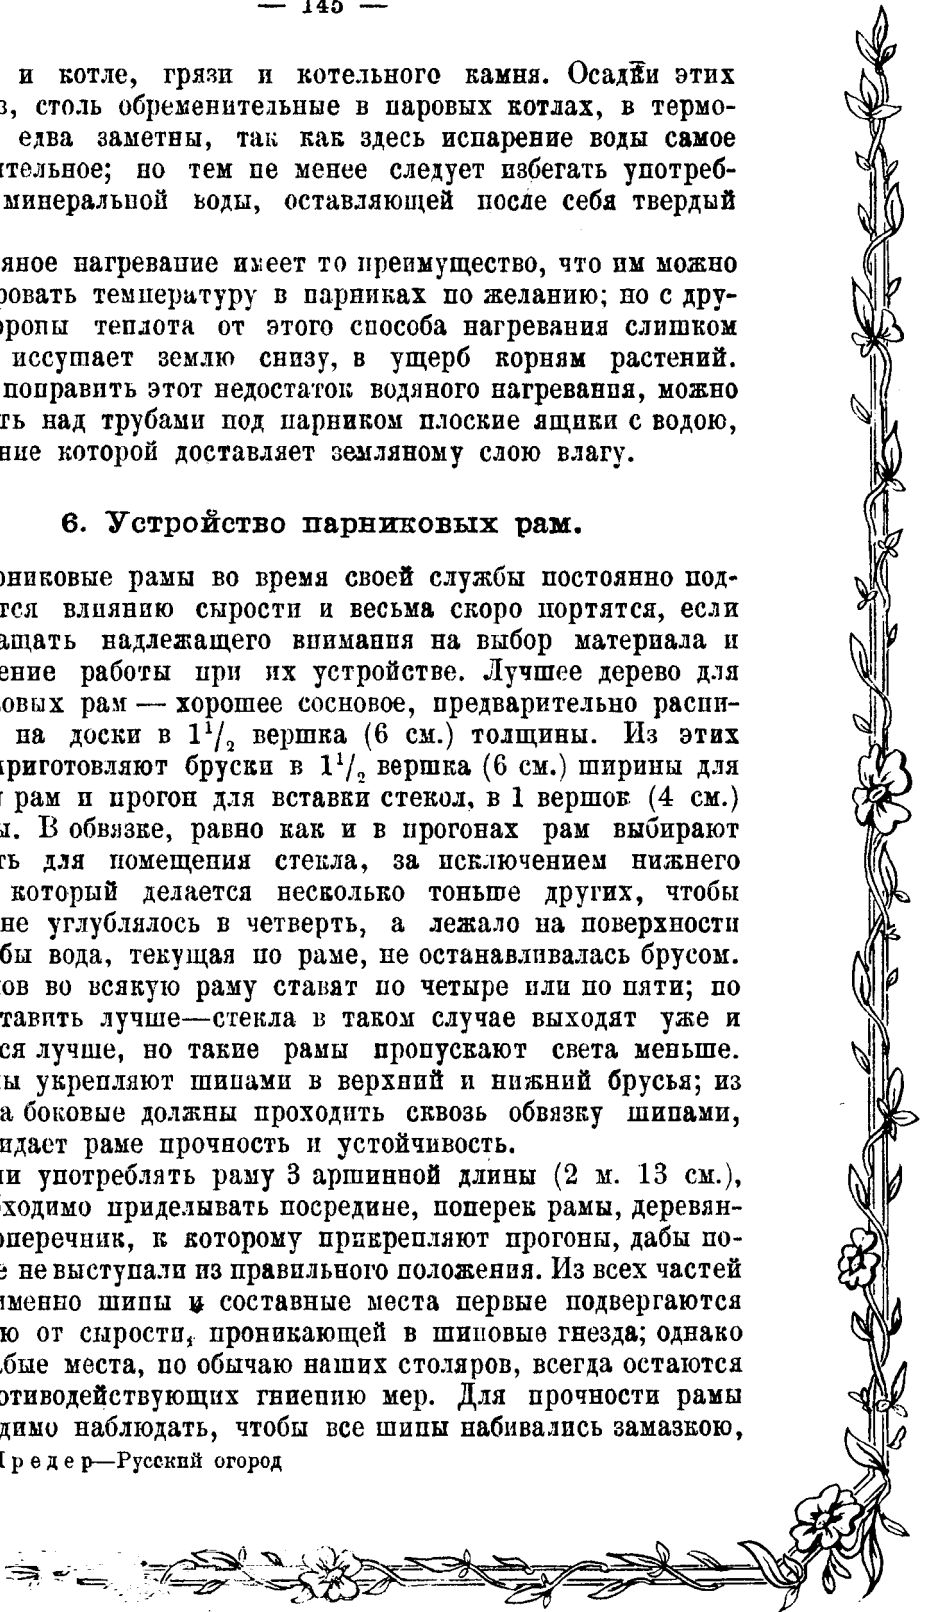 — 145 —
и котле, грязи и котельного камня. Осадки этих
в, столь обременительные в паровых котлах, в термо-
едва заметны, так как здесь испарение воды самое
ительное; но тем не менее следует избегать употреб-
минеральной воды, оставляющей после себя твердый
яное нагревание имеет то преимущество, что им можно
ровать температуру в парниках по желанию; но с дру-
ороны теплота от этого способа нагревания слишком
иссушает землю снизу, в ущерб корням растений.
поправить этот недостаток водяного нагревания, можно
ть над трубами под парником плоские ящики с водою,
ние которой доставляет земляному слою влагу.
6. Устройство парниковых рам.
рниковые рамы во время своей службы постоянно под-
тся влиянию сырости и весьма скоро портятся, если
ащать надлежащего внимания на выбор материала и
ение работы при их устройстве. Лучшее дерево для
овых рам — хорошее сосновое, предварительно распи-
на доски в 1½ вершка (6 см.) толщины. Из этих
приготовляют бруски в 1½ вершка (6 см.) ширины для
рам и прогон для вставки стекол, в 1 вершок (4 см.)
ы. В обвязке, равно как и в прогонах рам выбирают
ть для помещения стекла, за исключением нижнего
который делается несколько тоньше других, чтобы
не углублялось в четверть, а лежало на поверхности
бы вода, текущая по раме, не останавливалась брусом.
ов во всякую раму ставят по четыре или по пяти; по
тавить лучше—стекла в таком случае выходят уже и
ся лучше, но такие рамы пропускают света меньше.
ы укрепляют шипами в верхний и нижний брусья; из
а боковые должны проходить сквозь обвязку шипами,
идает раме прочность и устойчивость.
ли употреблять раму 3 аршинной длины (2 м. 13 см.),
ходимо приделывать посредине, поперек рамы, деревян-
оперечник, к которому прикрепляют прогоны, дабы по-
е не выступали из правильного положения. Из всех частей
именно шипы и составные места первые подвергаются
ю от сырости, проникающей в шиповые гнезда; однако
бые места, по обычаю наших столяров, всегда остаются
отиводействующих гниению мер. Для прочности рамы
димо наблюдать, чтобы все шипы набивались замазкою,
Шредер—Русский огород